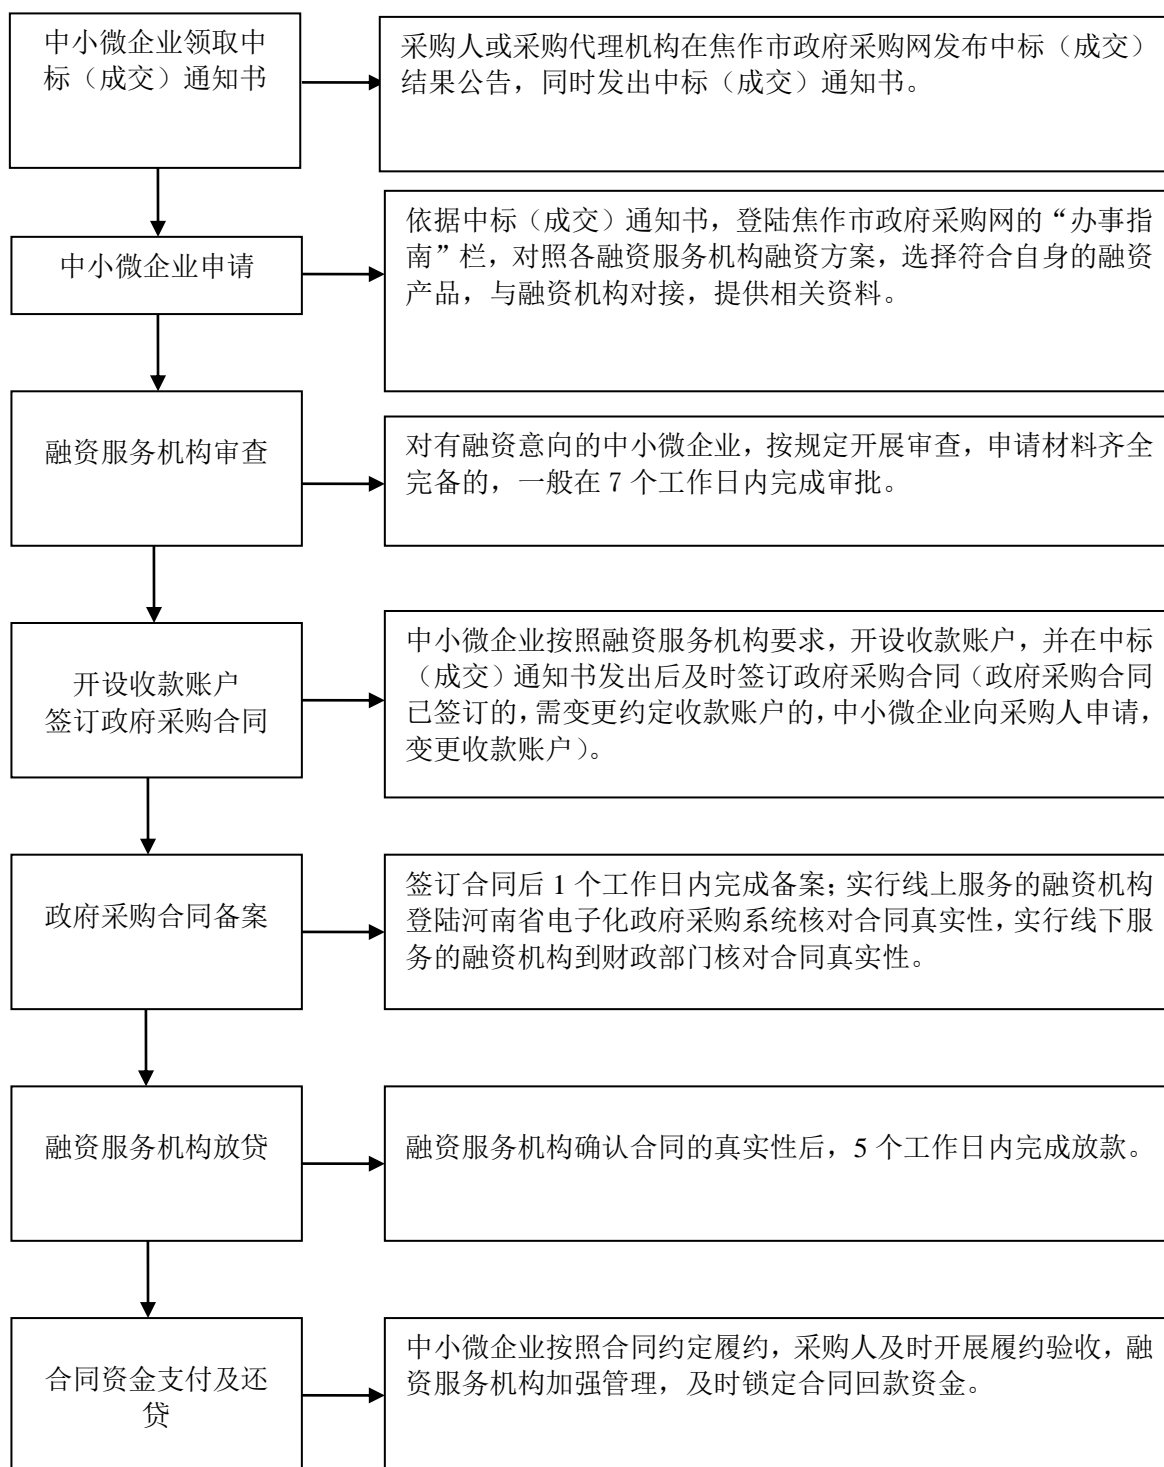 中小微企业领取中
标（成交）通知书
采购人或采购代理机构在焦作市政府采购网发布中标（成交）
结果公告，同时发出中标（成交）通知书。
中小微企业申请
依据中标（成交）通知书，登陆焦作市政府采购网的“办事指
南”栏，对照各融资服务机构融资方案，选择符合自身的融资
产品，与融资机构对接，提供相关资料。
融资服务机构审查
对有融资意向的中小微企业，按规定开展审查，申请材料齐全
完备的，一般在 7 个工作日内完成审批。
开设收款账户
签订政府采购合同
中小微企业按照融资服务机构要求，开设收款账户，并在中标
（成交）通知书发出后及时签订政府采购合同（政府采购合同
已签订的，需变更约定收款账户的，中小微企业向采购人申请，
变更收款账户）。
政府采购合同备案
签订合同后 1 个工作日内完成备案；实行线上服务的融资机构
登陆河南省电子化政府采购系统核对合同真实性，实行线下服
务的融资机构到财政部门核对合同真实性。
融资服务机构放贷
融资服务机构确认合同的真实性后，5 个工作日内完成放款。
合同资金支付及还
贷
中小微企业按照合同约定履约，采购人及时开展履约验收，融
资服务机构加强管理，及时锁定合同回款资金。